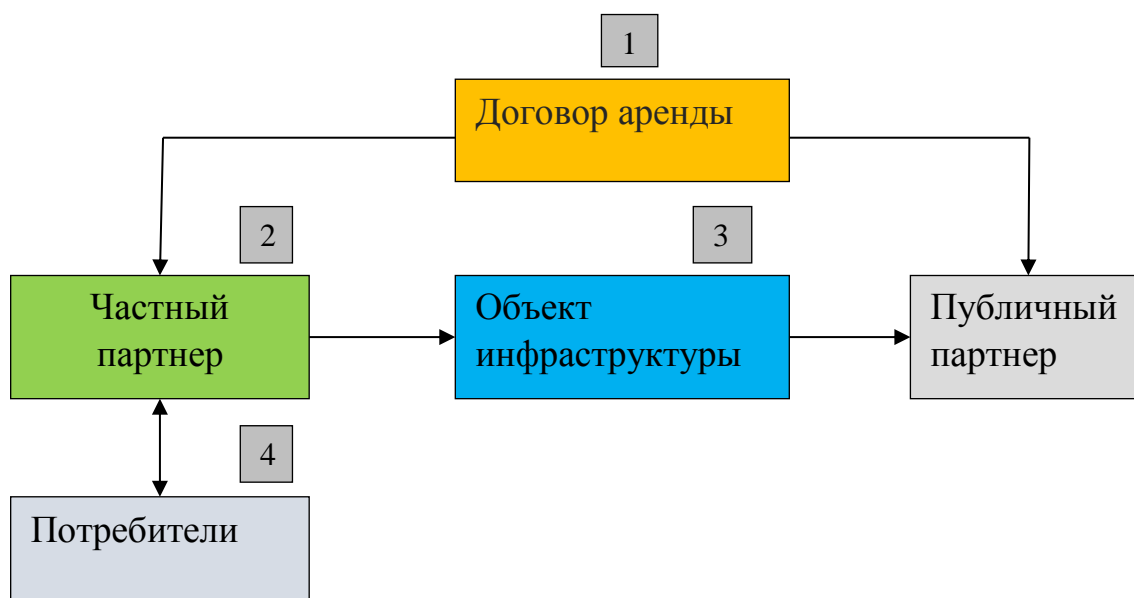 1
Договор аренды
2
3
Частный
партнер
Объект
инфраструктуры
Публичный
партнер
4
Потребители